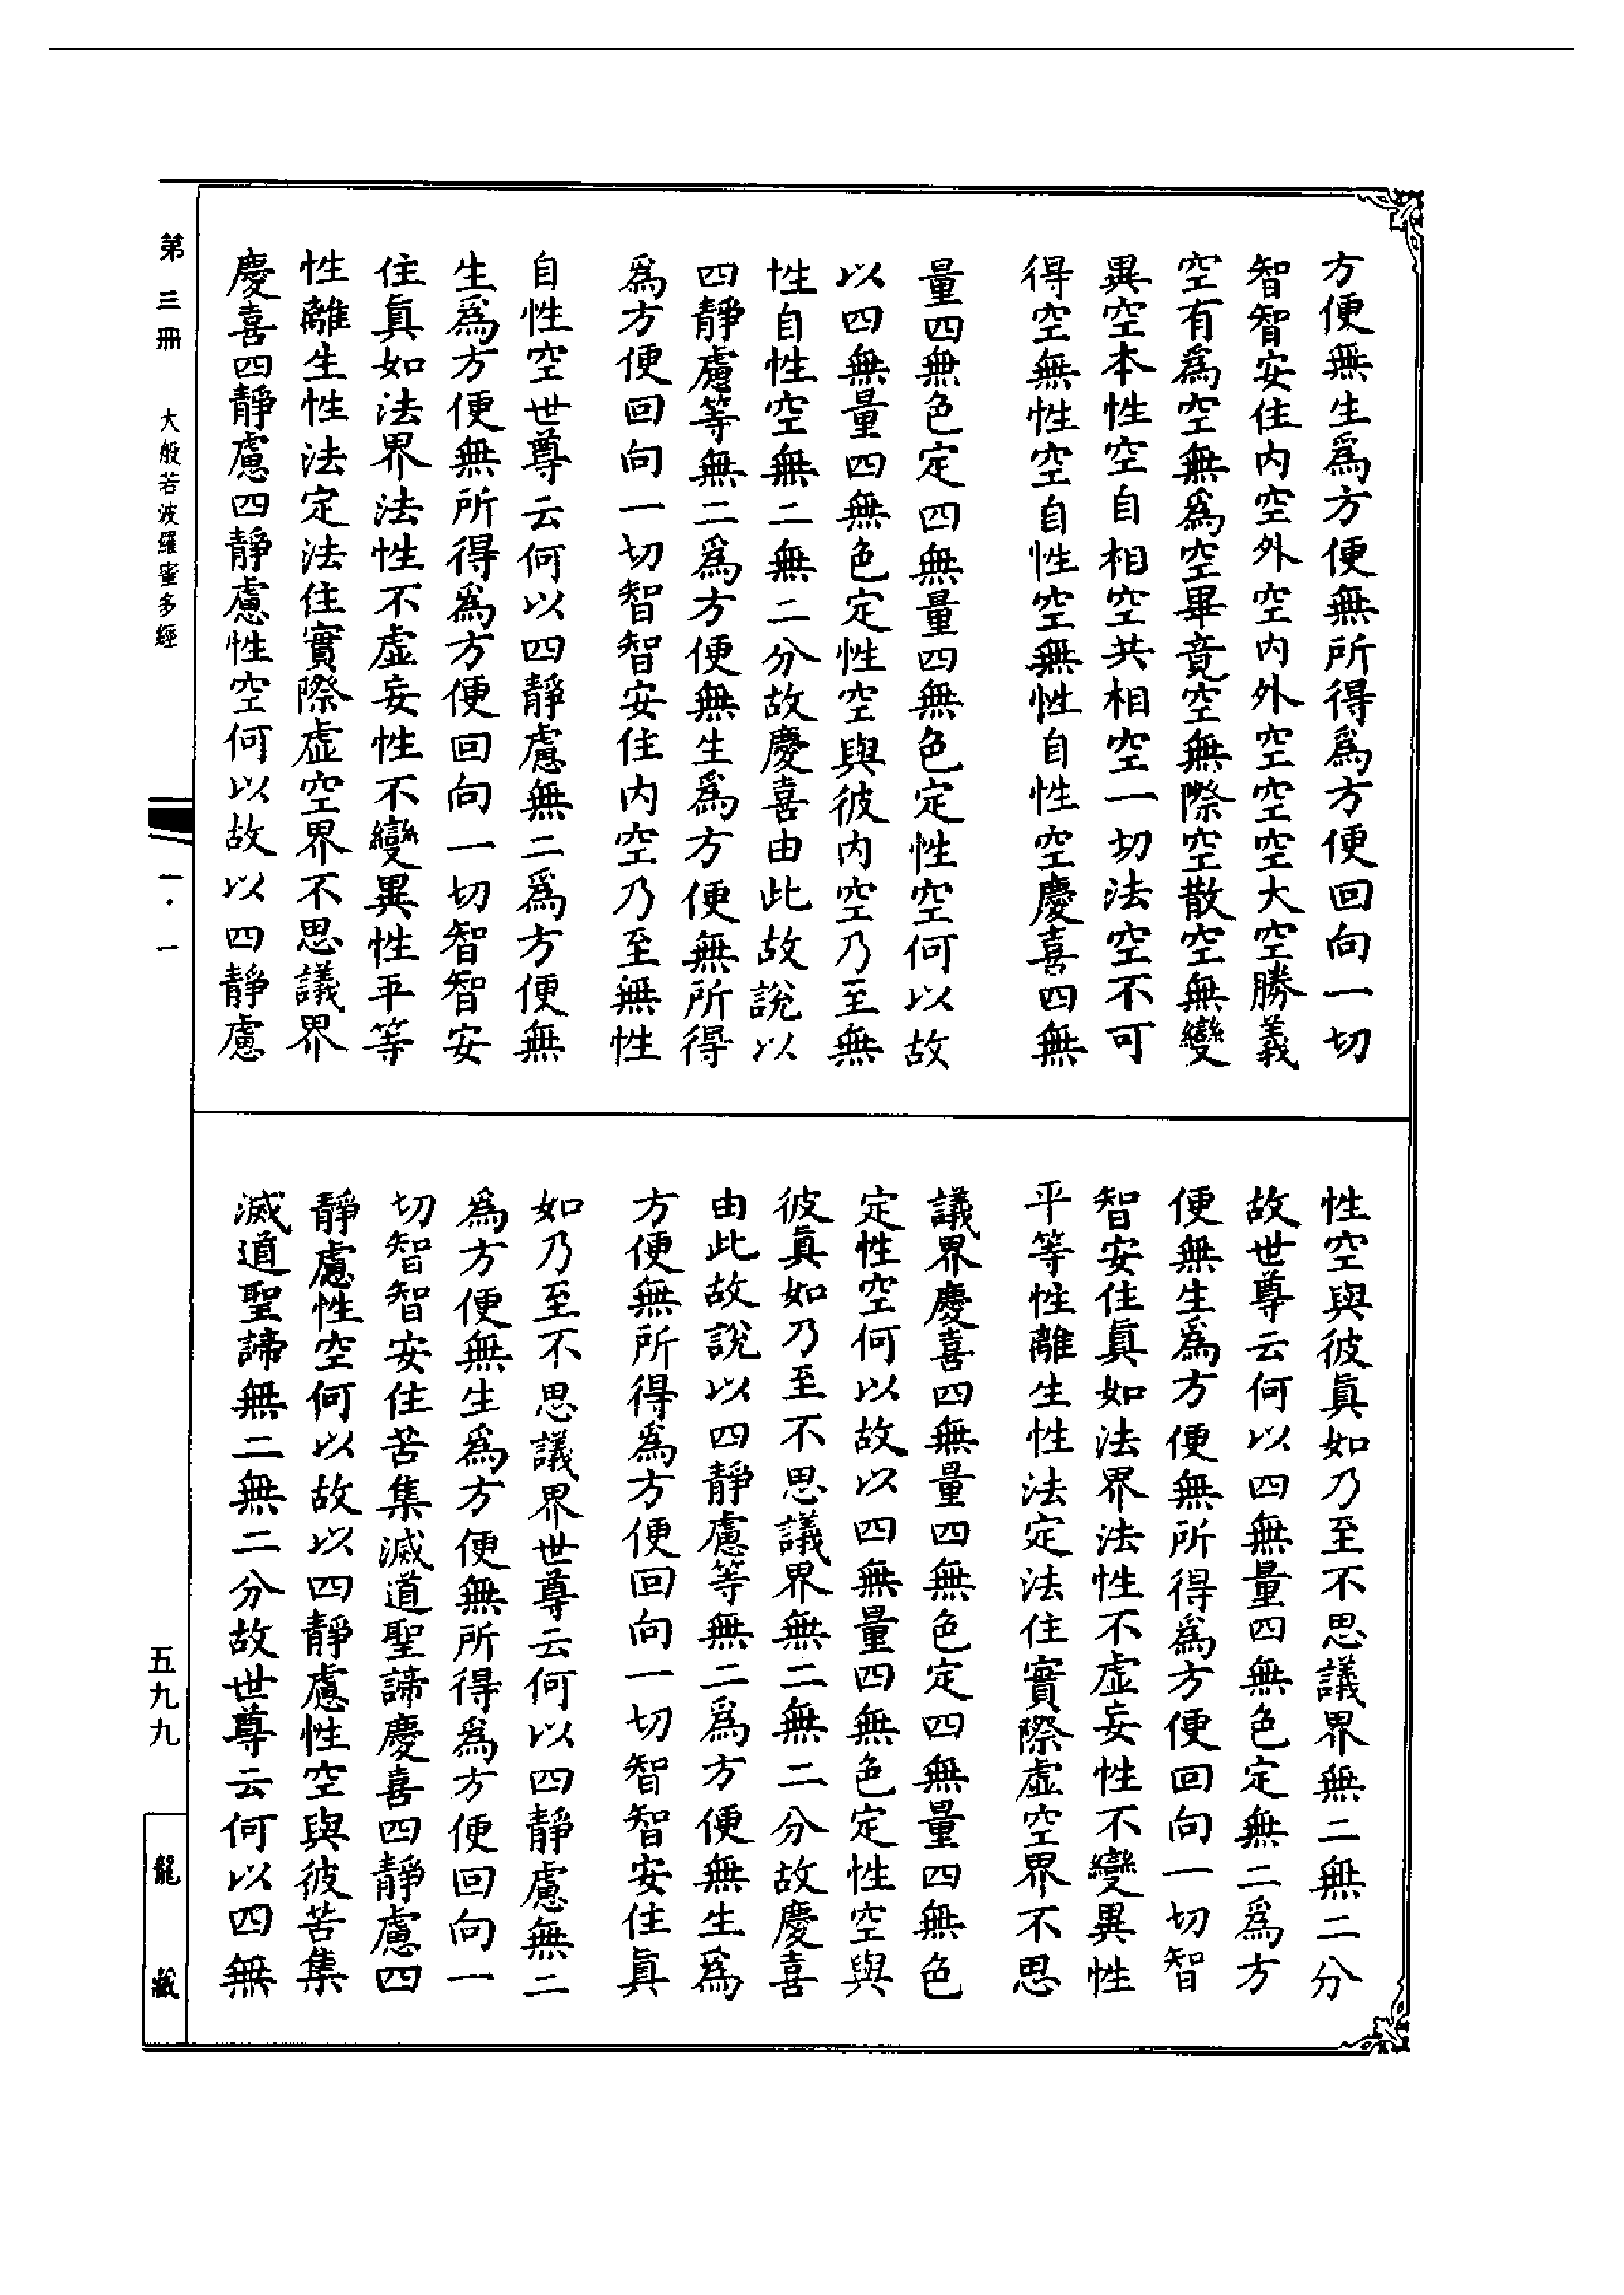 方便無生爲方便無所得爲方便回向一切
智智安住内空外空内外空空空大空勝義
空有爲空無爲空畢竟空無際空散空無變
異空本性空自相空共相空一切法空不可
得空無性空自性空無性自性空慶喜四無
量四無色定四無量四無色定性空何以故
以四無量四無色定性空與彼内空乃至無
性自性空無二無二分故慶喜由此故說以
四靜慮等無二爲方便無生爲方便無所得
爲方便回向一切智智安住内空乃至無性
自性空世尊云何以四靜慮無二爲方便無
生爲方便無所得爲方便回向一切智智安
住眞如法界法性不虛妄性不變異性平等
性離生性法定法住實際虛空界不思議界
慶喜四靜慮四靜慮性空何以故以四靜慮
性空與彼眞如乃至不思議界無二無二分
故世尊云何以四無量四無色定無二爲方
便無生爲方便無所得爲方便回向一切智
智安住眞如法界法性不虛妄性不變異性
平等性離生性法定法住實際虛空界不思
議界慶喜四無量四無色定四無量四無色
定性空何以故以四無量四無色定性空與
彼眞如乃至不思議界無二無二分故慶喜
由此故說以四靜慮等無二爲方便無生爲
方便無所得爲方便回向一切智智安住眞
如乃至不思議界世尊云何以四靜慮無二
爲方便無生爲方便無所得爲方便回向一
切智智安住苦集滅道聖諦慶喜四靜慮四
靜慮性空何以故以四靜慮性空與彼苦集
滅道聖諦無二無二分故世尊云何以四無
第三冊 大般若波羅蜜多經 一·一
五九九
龍藏